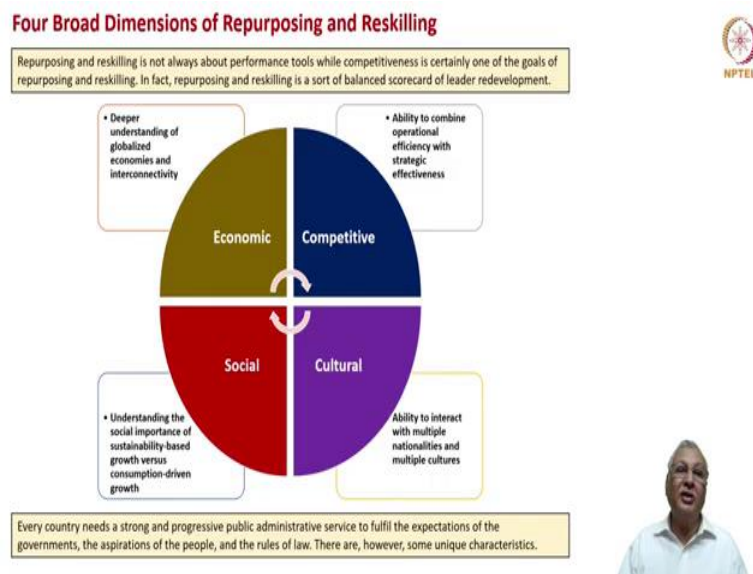 Four Broad Dimensions of Repurposing and Reskilling
NPTEL
Repurposing and reskilling is not always about performance tools while competitiveness is certainly one of the goals of
repurposing and reskilling. In fact, repurposing and reskilling is a sort of balanced scorecard of leader redevelopment.
• Deeper
understanding of
globalized
economies and
interconnectivity
• Ability to combine
operational
efficiency with
strategic
effectiveness
Economic
Competitive
Social
Cultural
• Understanding the
social importance of
sustainability-based
growth versus
consumption-driven
growth
Ability to interact
with multiple
nationalities and
multiple cultures
Every country needs a strong and progressive public administrative service to fulfil the expectations of the
governments, the aspirations of the people, and the rules of law. There are, however, some unique characteristics.